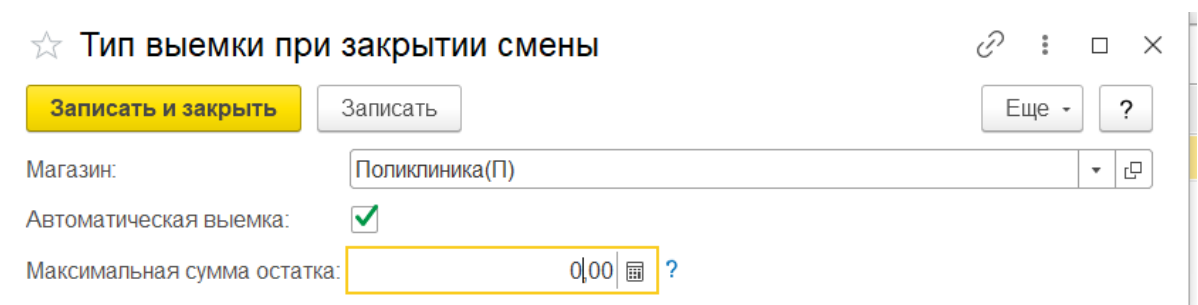 Тип выемки при закрытии смены
Записать и закрыть Записать Еще ?
Магазин: Поликлиника(П)
Автоматическая выемка:
Максимальная сумма остатка: 0,00 ?